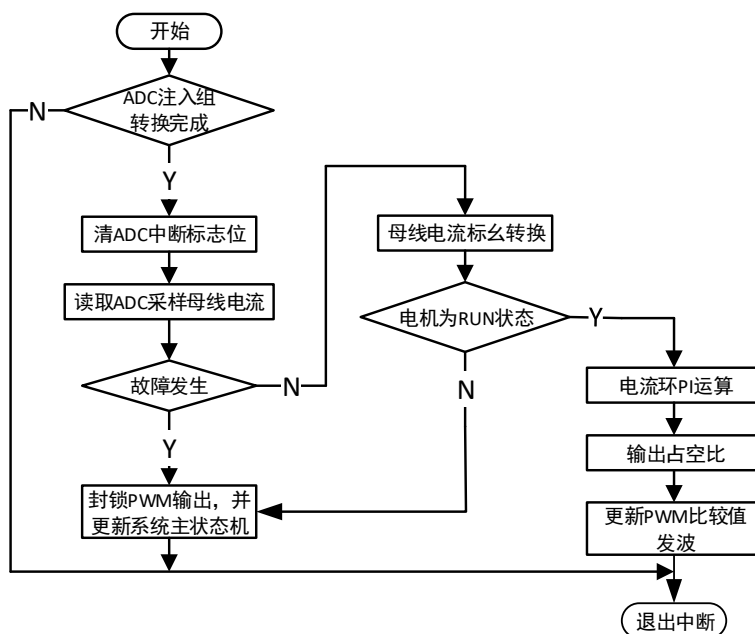 开始
ADC注入组
转换完成
N
Y
清ADC中断标志位
读取ADC采样母线电流
故障发生
N
Y
封锁PWM输出，并
更新系统主状态机
母线电流标幺转换
电机为RUN状态
Y
N
电流环PI运算
输出占空比
更新PWM比较值
发波
退出中断